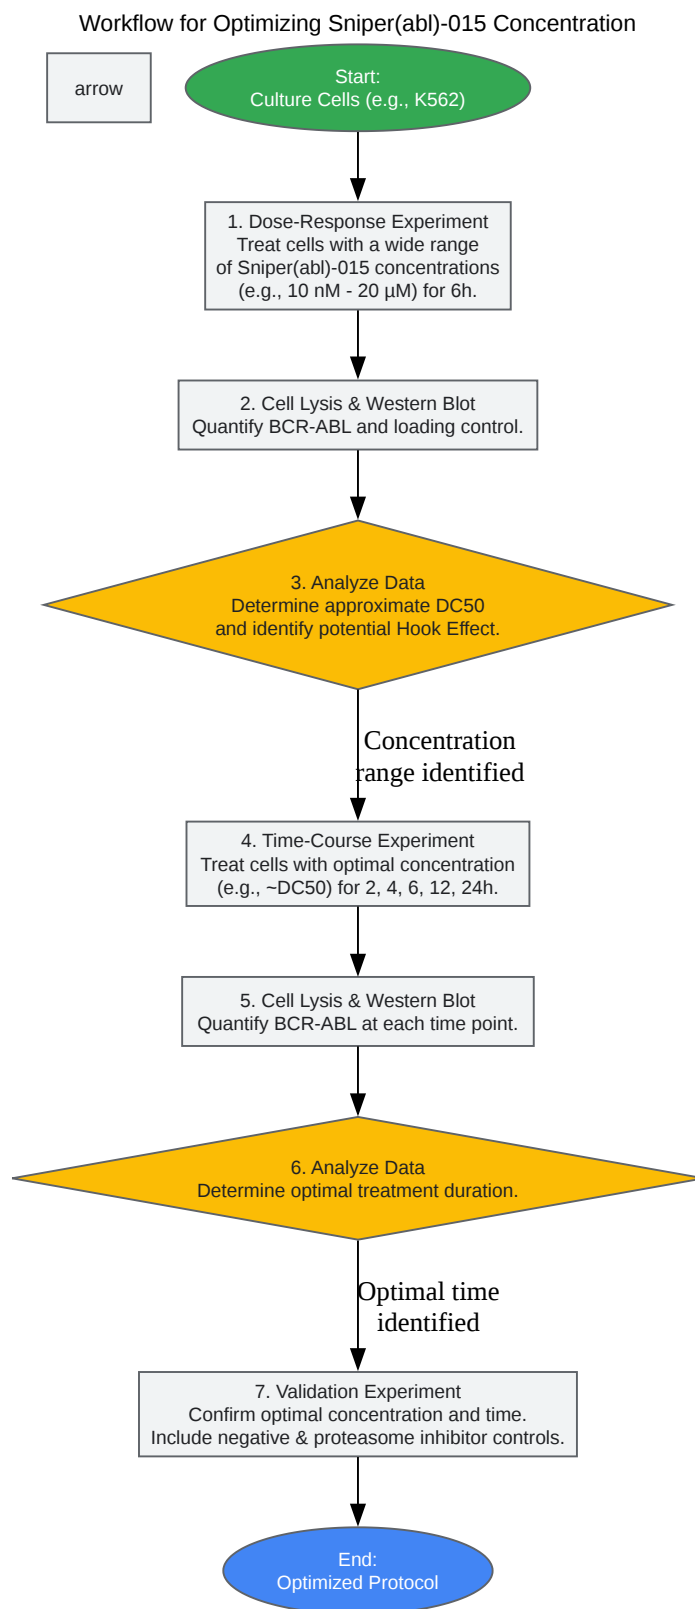 Workflow for Optimizing Sniper(abl)-015 Concentration
arrow
Start:
Culture Cells (e.g., K562)
1. Dose-Response Experiment
Treat cells with a wide range
of Sniper(abl)-015 concentrations
(e.g., 10 nM - 20 µM) for 6h.
2. Cell Lysis & Western Blot
Quantify BCR-ABL and loading control.
3. Analyze Data
Determine approximate DC50
and identify potential Hook Effect.
Concentration
range identified
4. Time-Course Experiment
Treat cells with optimal concentration
(e.g., ~DC50) for 2, 4, 6, 12, 24h.
5. Cell Lysis & Western Blot
Quantify BCR-ABL at each time point.
6. Analyze Data
Determine optimal treatment duration.
Optimal time
identified
7. Validation Experiment
Confirm optimal concentration and time.
Include negative & proteasome inhibitor controls.
End:
Optimized Protocol